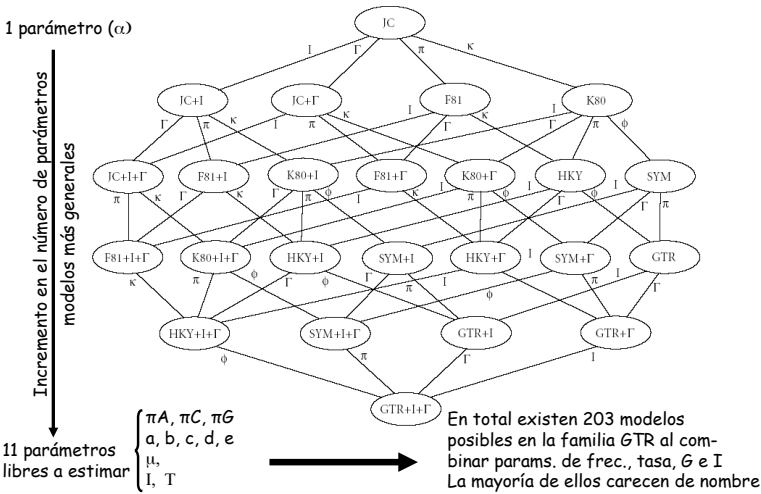 JC
1 parámetro (α)
I Γ π κ
JC+I JC+Γ F81 K80
Γ π κ I π κ I Γ κ I Γ π φ
JC+I+Γ F81+I K80+I F81+Γ K80+Γ HKY SYM
π κ Γ κ Γ π φ I κ I π φ I Γ φ I Γ π
F81+I+Γ K80+I+Γ HKY+I SYM+I HKY+Γ SYM+Γ GTR
κ π φ Γ φ Γ π I φ π I Γ
HKY+I+Γ SYM+I+Γ GTR+I GTR+Γ
φ π Γ I
GTR+I+Γ
Incremento en el número de parámetros
modelos más generales
11 parámetros
libres a estimar
πA, πC, πG
a, b, c, d, e
μ,
I, T
En total existen 203 modelos
posibles en la familia GTR al com-
binar params. de frec., tasa, G e I
La mayoría de ellos carecen de nombre